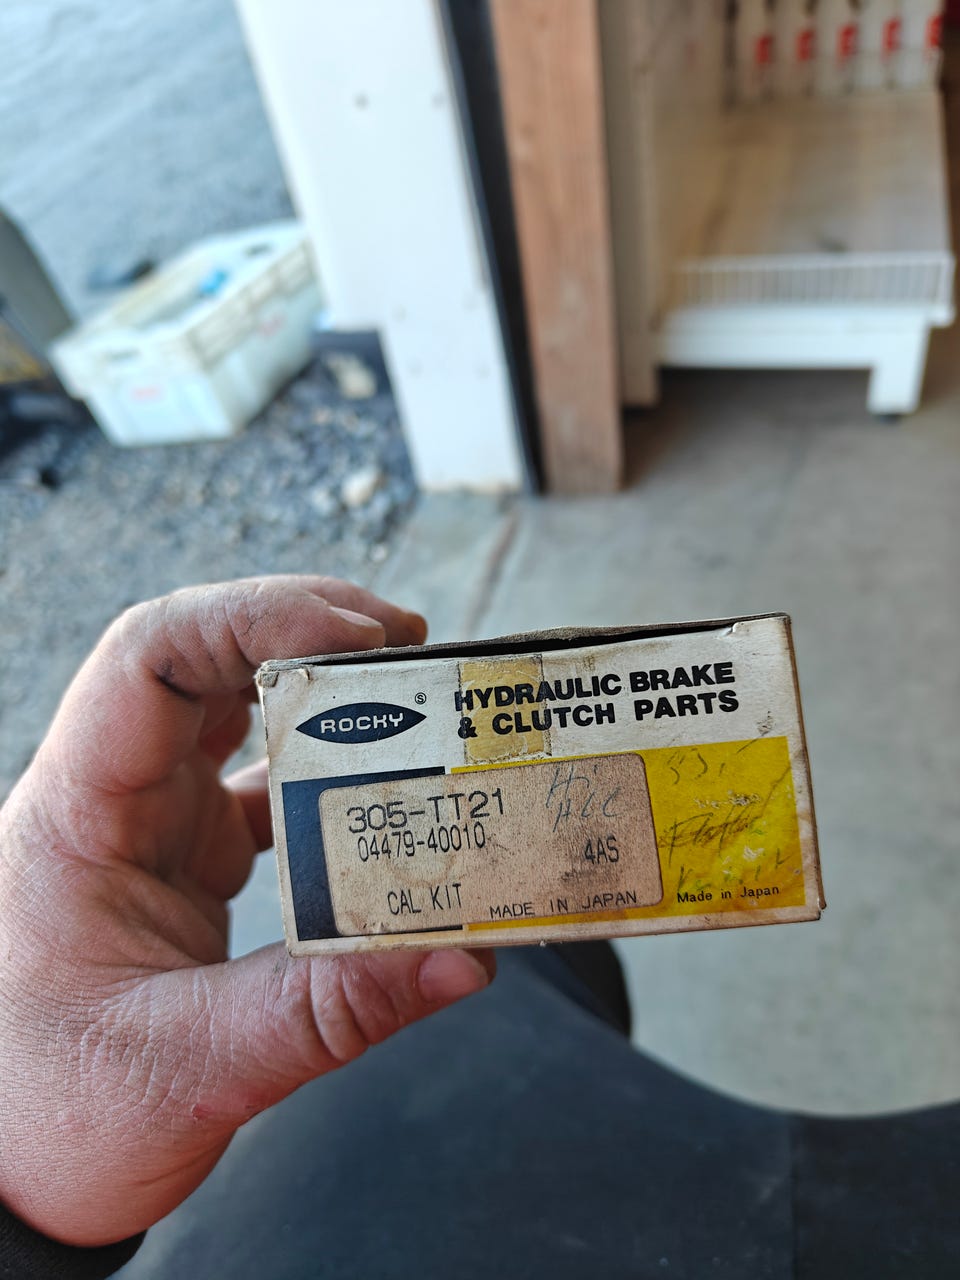 ROCKY
S
HYDRAULIC BRAKE
& CLUTCH PARTS
305-TT21
04479-40010
4AS
CAL KIT
MADE IN JAPAN
Made in Japan